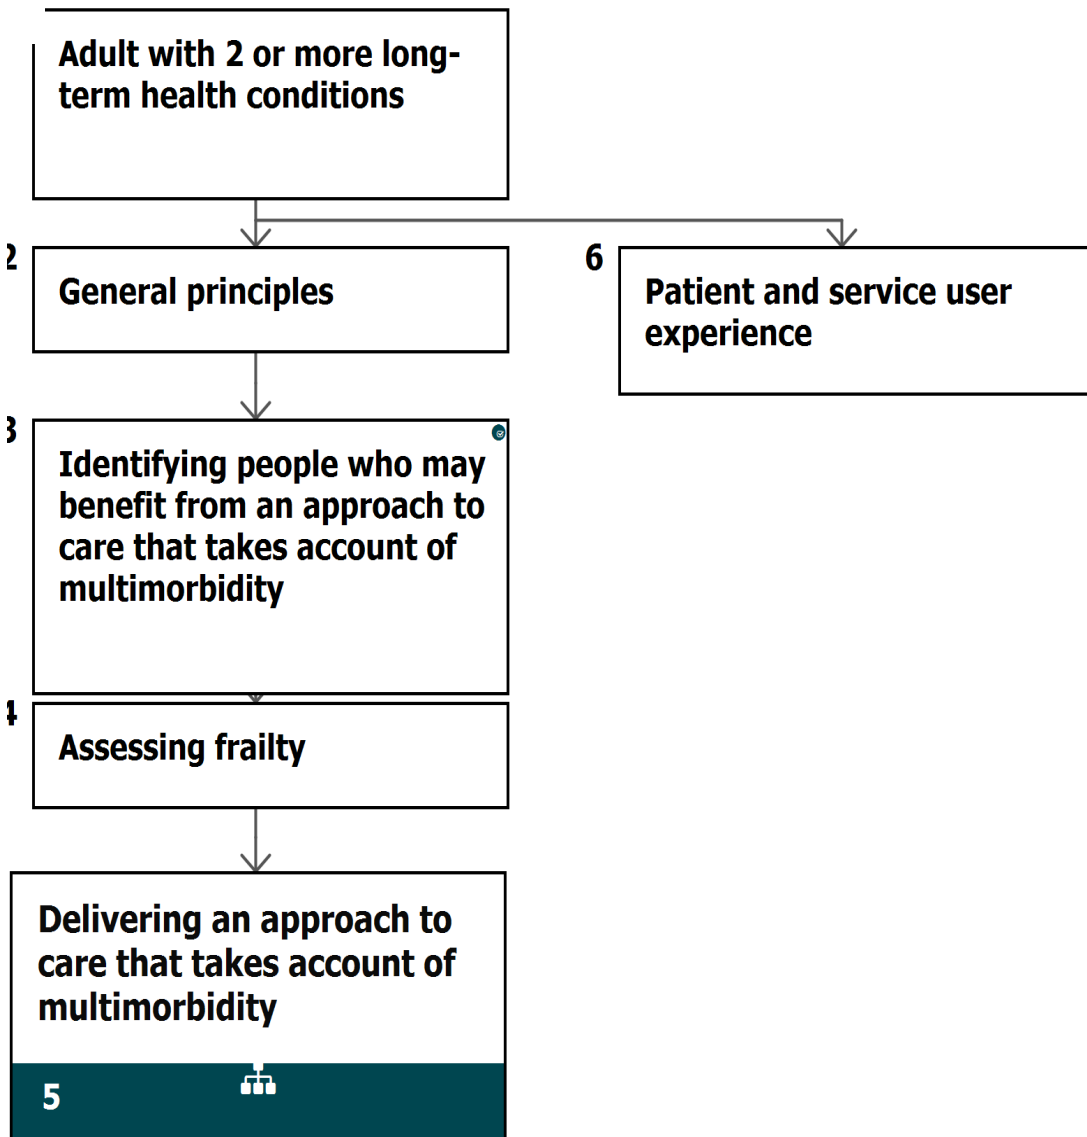 Adult with 2 or more long-
term health conditions
2
General principles
6
Patient and service user
experience
3
Identifying people who may
benefit from an approach to
care that takes account of
multimorbidity
4
Assessing frailty
Delivering an approach to
care that takes account of
multimorbidity
5